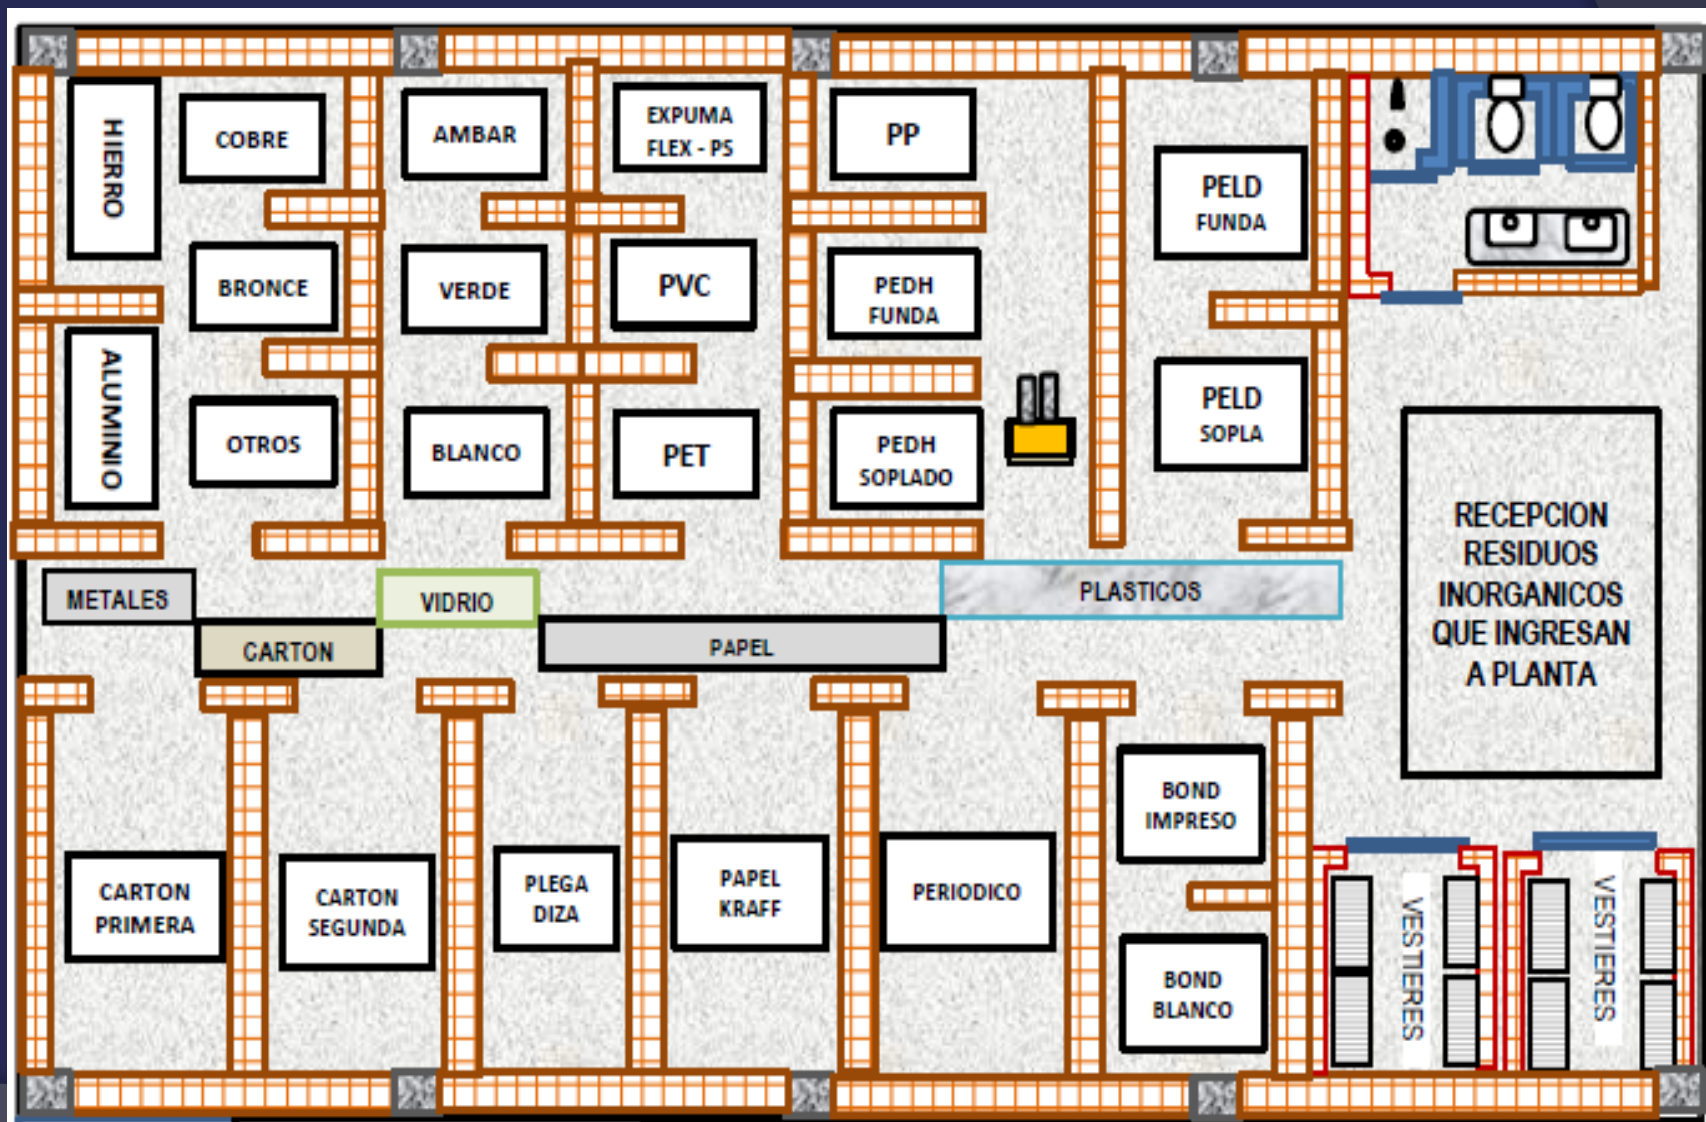 HIERRO
COBRE
AMBAR
EXPUMA
FLEX - PS
PP
PELD
FUNDA
BRONCE
VERDE
PVC
PEDH
FUNDA
ALUMINIO
OTROS
BLANCO
PET
PEDH
SOPLADO
PELD
SOPLA
RECEPCION
RESIDUOS
INORGANICOS
QUE INGRESAN
A PLANTA
METALES
VIDRIO
PLASTICOS
CARTON
PAPEL
CARTON
PRIMERA
CARTON
SEGUNDA
PLEGA
DIZA
PAPEL
KRAFF
PERIODICO
BOND
IMPRESO
BOND
BLANCO
VESTIERES
VESTIERES